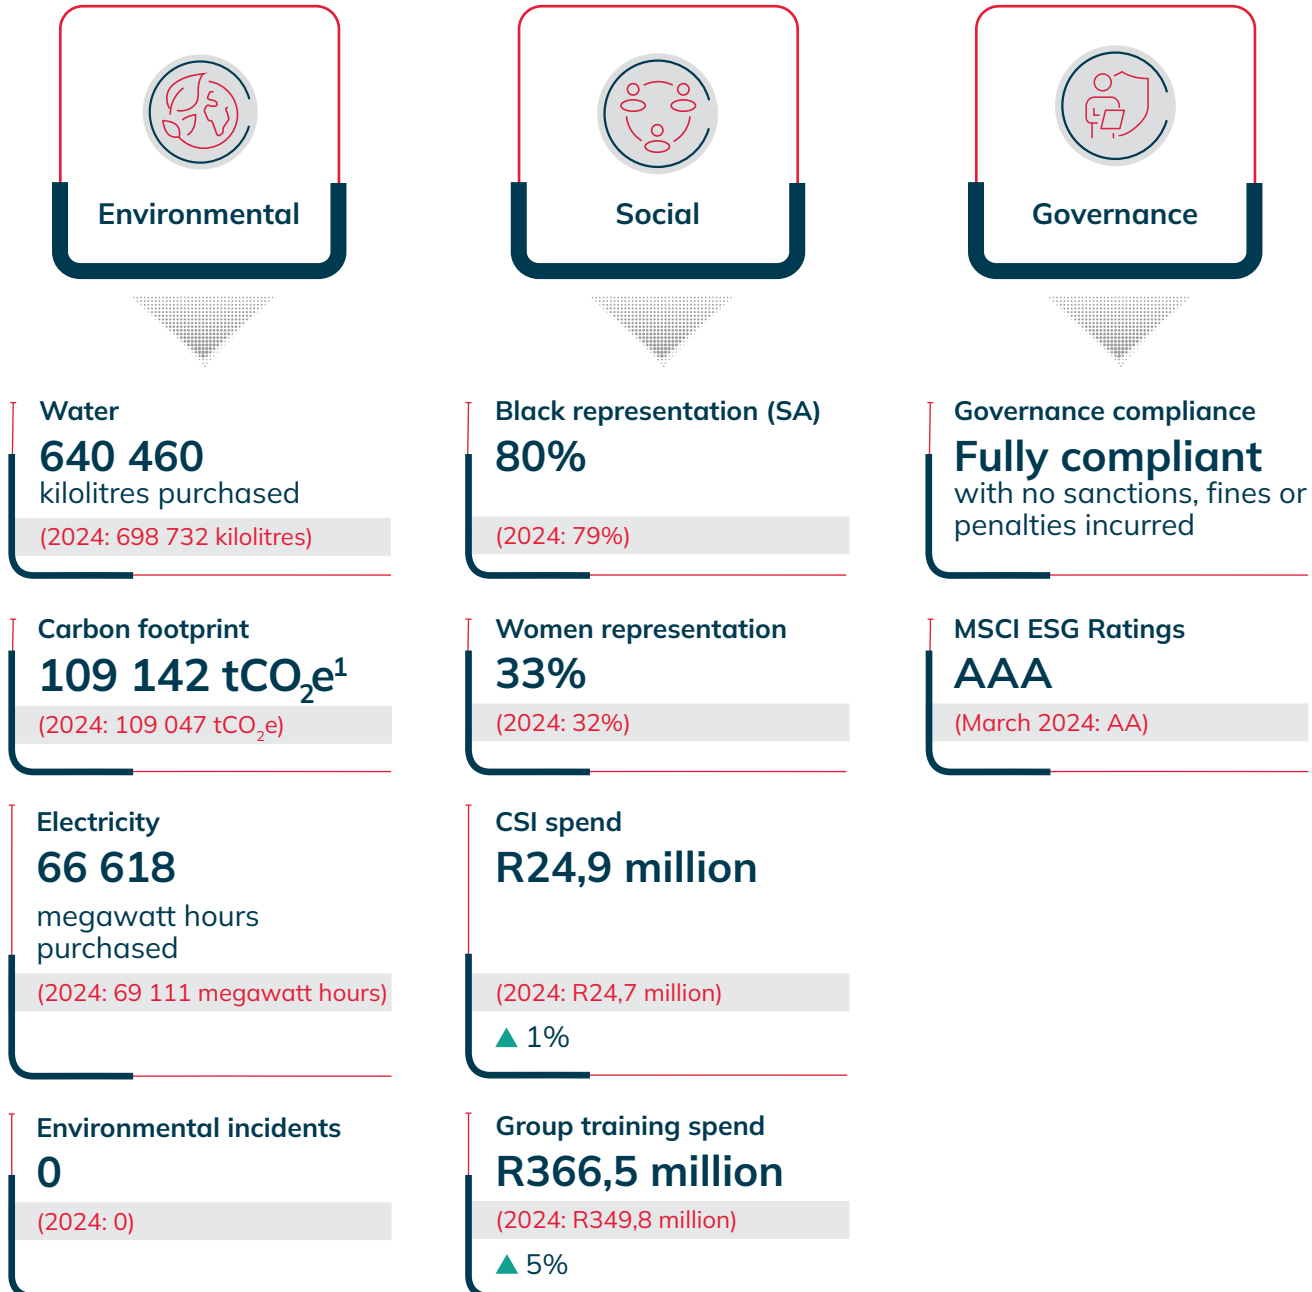 Environmental
Social
Governance
Water
640 460
kilolitres purchased
(2024: 698 732 kilolitres)
Carbon footprint
109 142 tCO₂e¹
(2024: 109 047 tCO₂e)
Electricity
66 618
megawatt hours
purchased
(2024: 69 111 megawatt hours)
Environmental incidents
0
(2024: 0)
Black representation (SA)
80%
(2024: 79%)
Women representation
33%
(2024: 32%)
CSI spend
R24,9 million
(2024: R24,7 million)
▲ 1%
Group training spend
R366,5 million
(2024: R349,8 million)
▲ 5%
Governance compliance
Fully compliant
with no sanctions, fines or
penalties incurred
MSCI ESG Ratings
AAA
(March 2024: AA)